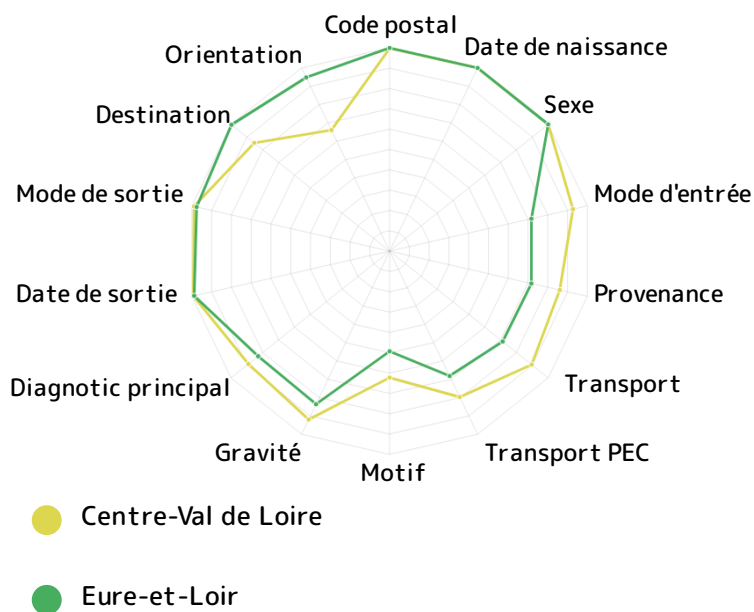 Code postal
Date de naissance
Orientation
Sexe
Destination
Mode de sortie
Mode d'entrée
Date de sortie
Provenance
Diagnotic principal
Transport
Gravité
Transport PEC
Motif
Centre-Val de Loire
Eure-et-Loir